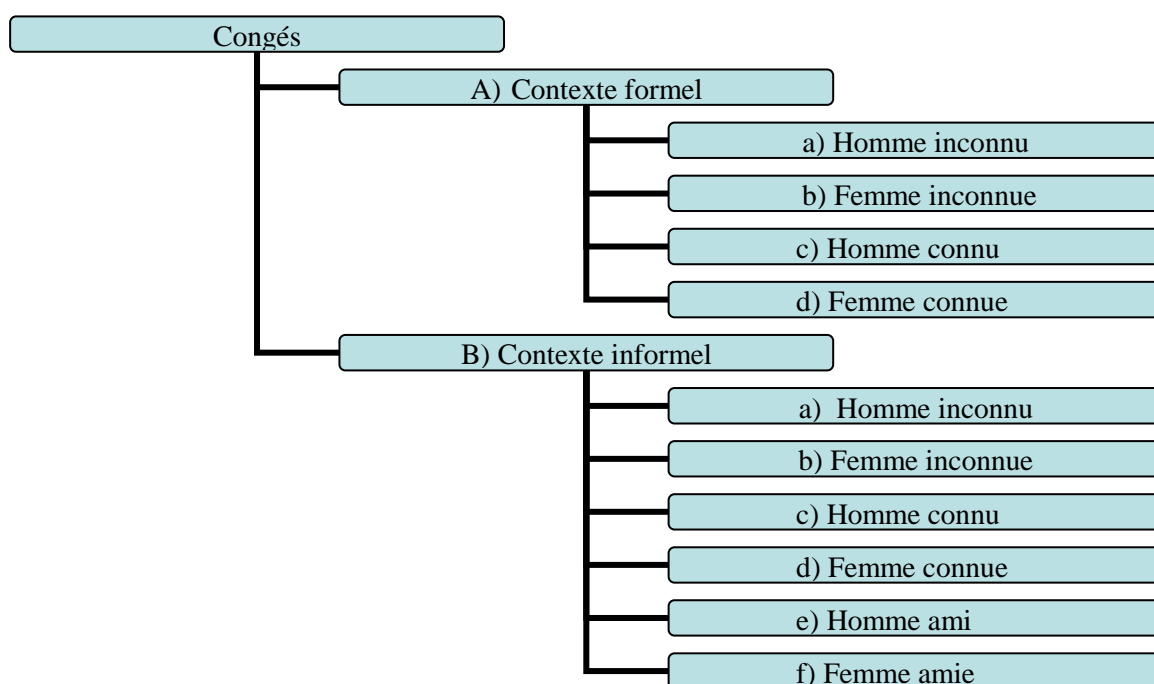 Congés
A) Contexte formel
a) Homme inconnu
b) Femme inconnue
c) Homme connu
d) Femme connue
B) Contexte informel
a) Homme inconnu
b) Femme inconnue
c) Homme connu
d) Femme connue
e) Homme ami
f) Femme amie